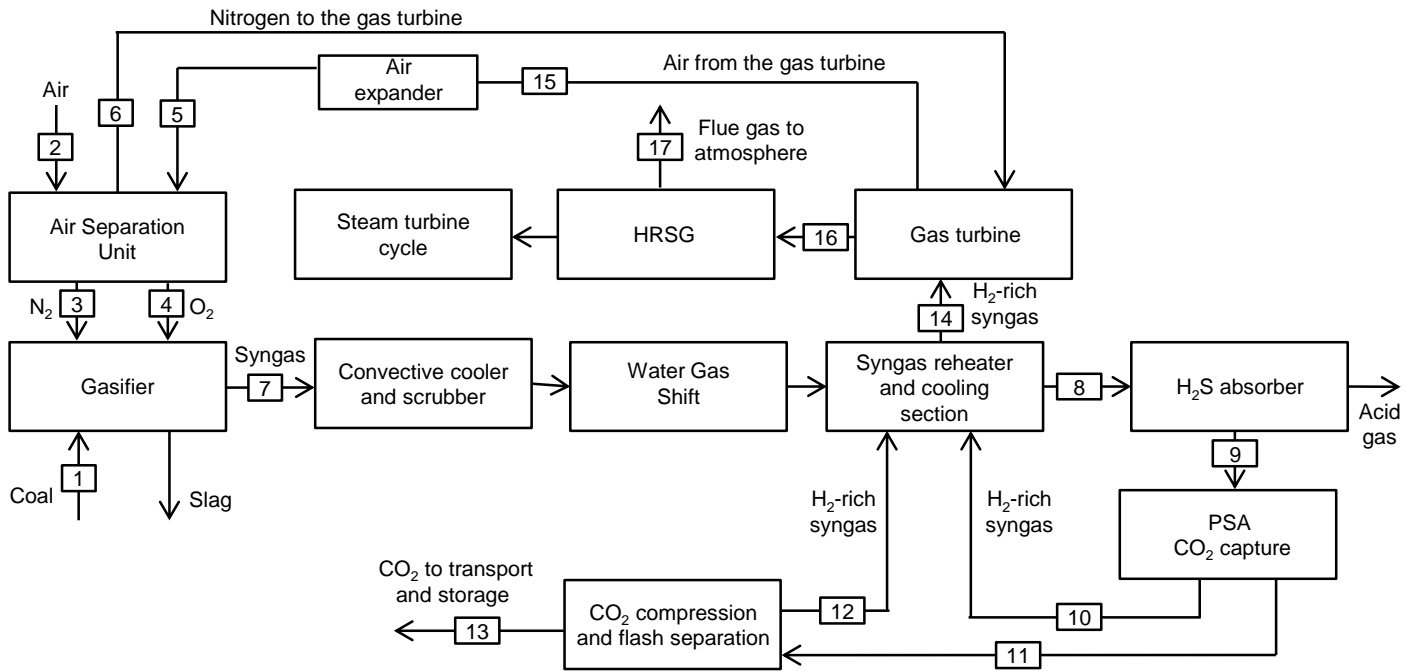 Nitrogen to the gas turbine
Air
expander
15
Air from the gas turbine
Air
6
5
2
17
Flue gas to
atmosphere
Air Separation
Unit
Steam turbine
cycle
HRSG
16
Gas turbine
N₂
3
4
O₂
14
H₂-rich
syngas
Gasifier
Syngas
7
Convective cooler
and scrubber
Water Gas
Shift
Syngas reheater
and cooling
section
8
H₂S absorber
Acid
gas
1
Coal
Slag
9
H₂-rich
syngas
H₂-rich
syngas
PSA
CO₂ capture
CO₂ to transport
and storage
13
CO₂ compression
and flash separation
12
10
11